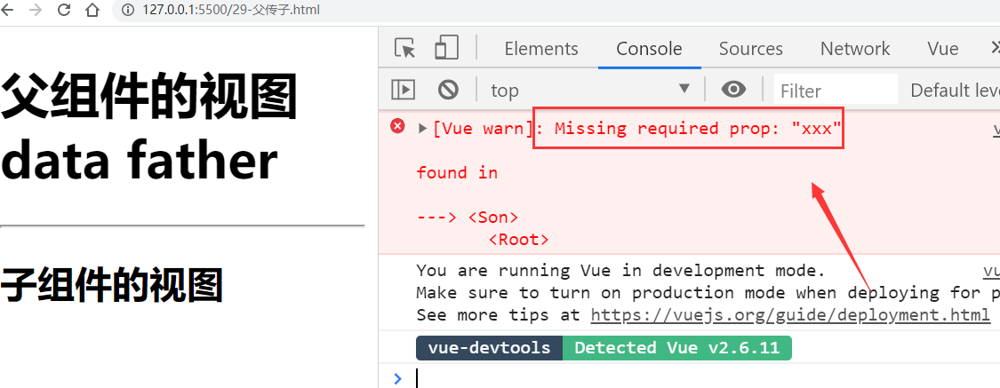 127.0.0.1:5500/29-父传子.html
父组件的视图
data father
子组件的视图
Elements Console Sources Network Vue
top Filter Default leve
[Vue warn]: Missing required prop: "xxx"
found in
---> <Son>
<Root>
You are running Vue in development mode. vu
Make sure to turn on production mode when deploying for p
See more tips at https://vuejs.org/guide/deployment.html
vue-devtools Detected Vue v2.6.11